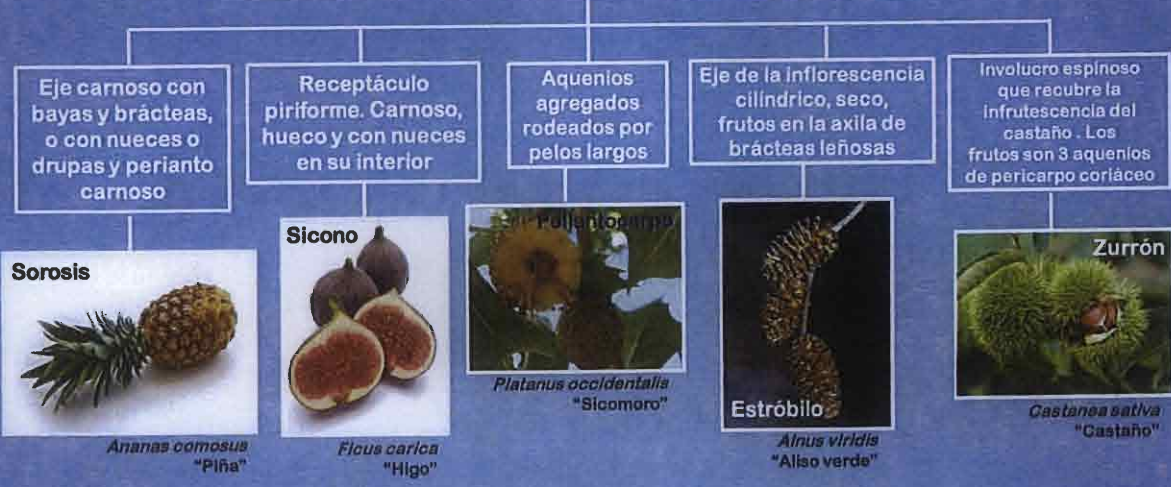 Eje carnoso con
bayas y brácteas,
o con nueces o
drupas y perianto
carnoso
Receptáculo
piriforme. Carnoso,
hueco y con nueces
en su interior
Aquenios
agregados
rodeados por
pelos largos
Eje de la inflorescencia
cilíndrico, seco,
frutos en la axila de
brácteas leñosas
Involucro espinoso
que recubre la
infrutescencia del
castaño . Los
frutos son 3 aquenios
de pericarpo coriáceo
Sorosis
Ananas comosus
"Piña"
Sicono
Ficus carica
"Higo"
Poliantocarpo
Platanus occidentalis
"Sicomoro"
Estróbilo
Alnus viridis
"Aliso verde"
Zurrón
Castanea sativa
"Castaño"